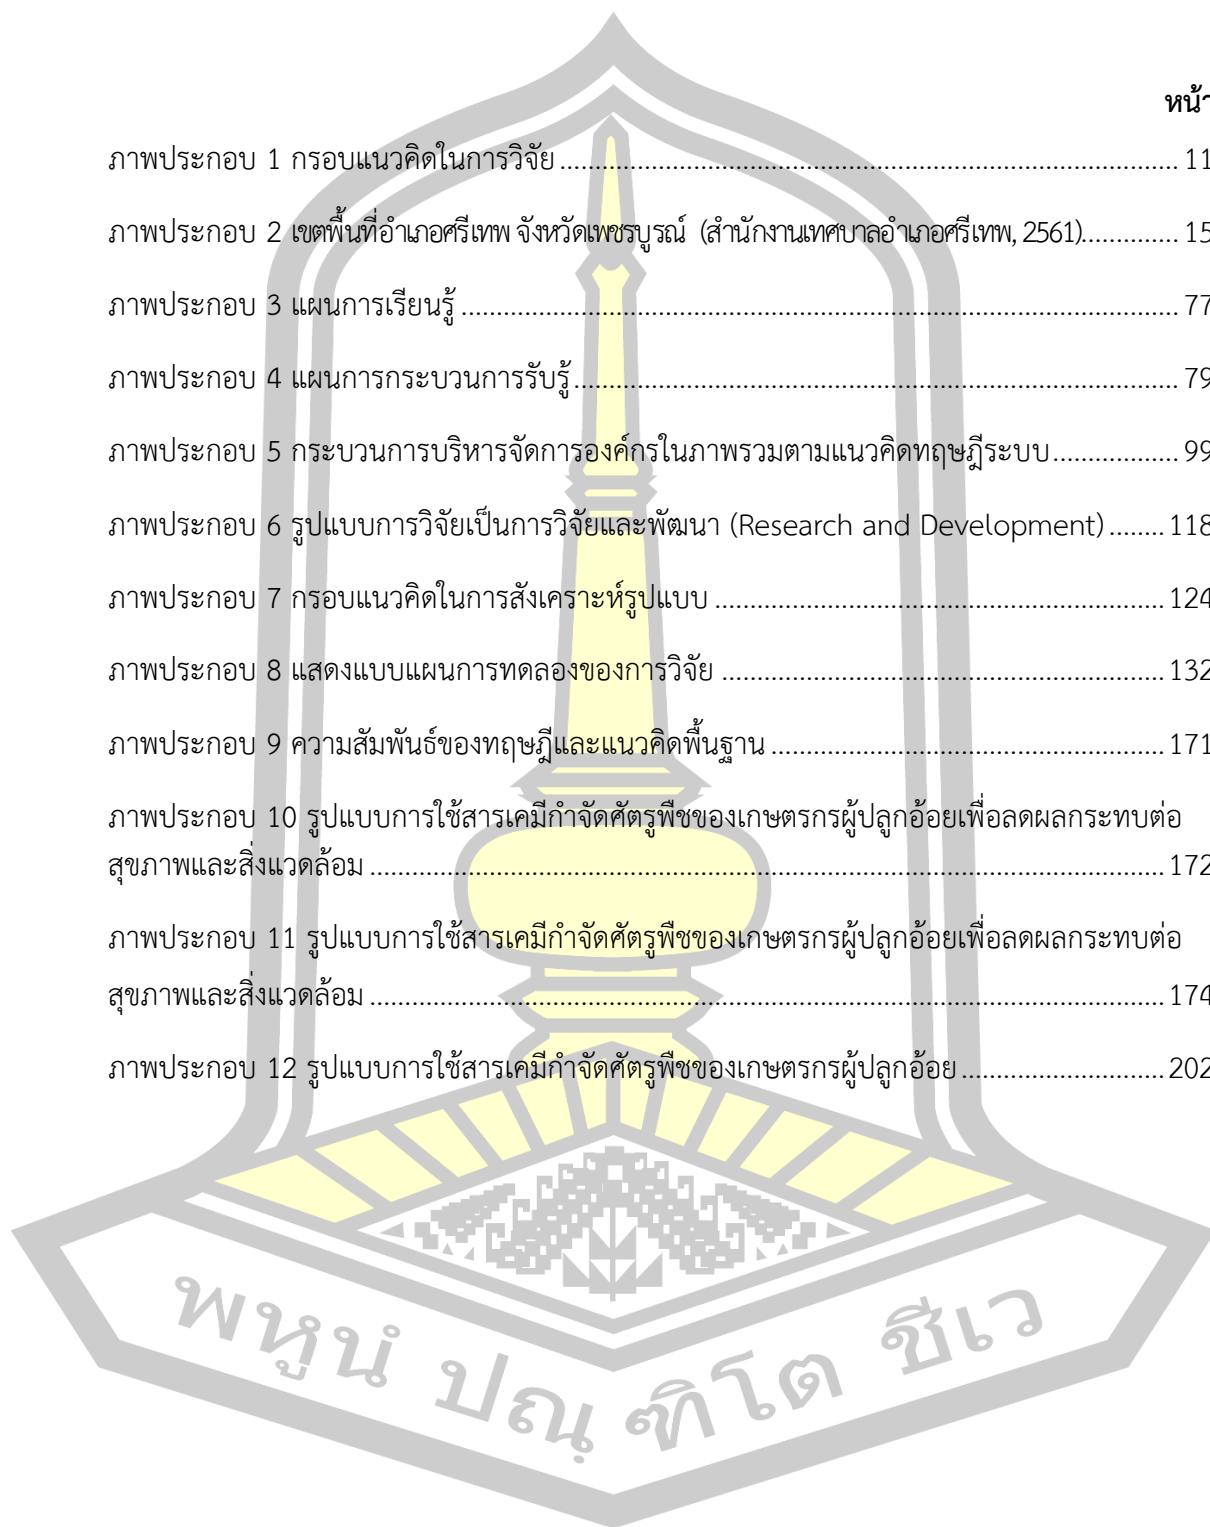 หน้า
ภาพประกอบ 1 กรอบแนวคิดในการวิจัย ........................................................................... 11
ภาพประกอบ 2 เขตพื้นที่อำเภอศรีเทพ จังหวัดเพชรบูรณ์ (สำนักงานเทศบาลอำเภอศรีเทพ, 2561)............ 15
ภาพประกอบ 3 แผนการเรียนรู้ ....................................................................................... 77
ภาพประกอบ 4 แผนการกระบวนการรับรู้ ......................................................................... 79
ภาพประกอบ 5 กระบวนการบริหารจัดการองค์กรในภาพรวมตามแนวคิดทฤษฎีระบบ ............... 99
ภาพประกอบ 6 รูปแบบการวิจัยเป็นการวิจัยและพัฒนา (Research and Development) ........ 118
ภาพประกอบ 7 กรอบแนวคิดในการสังเคราะห์รูปแบบ ...................................................... 124
ภาพประกอบ 8 แสดงแบบแผนการทดลองของการวิจัย ..................................................... 132
ภาพประกอบ 9 ความสัมพันธ์ของทฤษฎีและแนวคิดพื้นฐาน ............................................... 171
ภาพประกอบ 10 รูปแบบการใช้สารเคมีกำจัดศัตรูพืชของเกษตรกรผู้ปลูกอ้อยเพื่อลดผลกระทบต่อ
สุขภาพและสิ่งแวดล้อม ................................................................................................ 172
ภาพประกอบ 11 รูปแบบการใช้สารเคมีกำจัดศัตรูพืชของเกษตรกรผู้ปลูกอ้อยเพื่อลดผลกระทบต่อ
สุขภาพและสิ่งแวดล้อม ................................................................................................ 174
ภาพประกอบ 12 รูปแบบการใช้สารเคมีกำจัดศัตรูพืชของเกษตรกรผู้ปลูกอ้อย ........................ 202
พหูนํ ปณฺ ฑิโต ชีเว